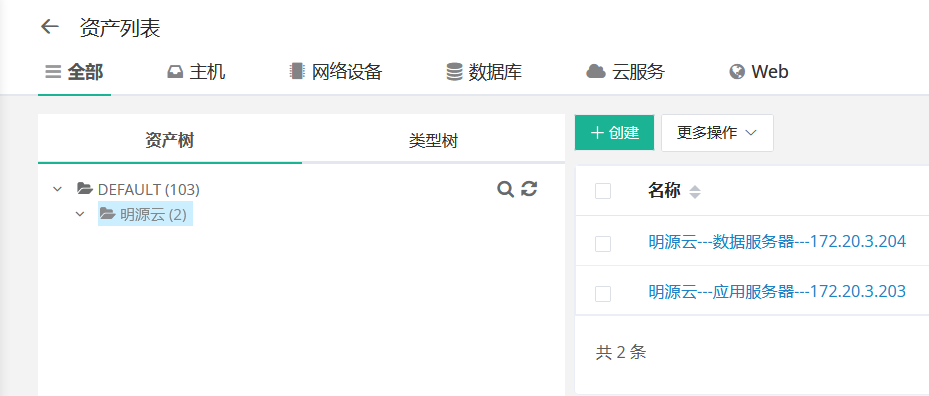 资产列表
全部 主机 网络设备 数据库 云服务 Web
资产树 类型树
创建 更多操作
DEFAULT (103)
明源云 (2)
名称
明源云---数据服务器---172.20.3.204
明源云---应用服务器---172.20.3.203
共 2 条